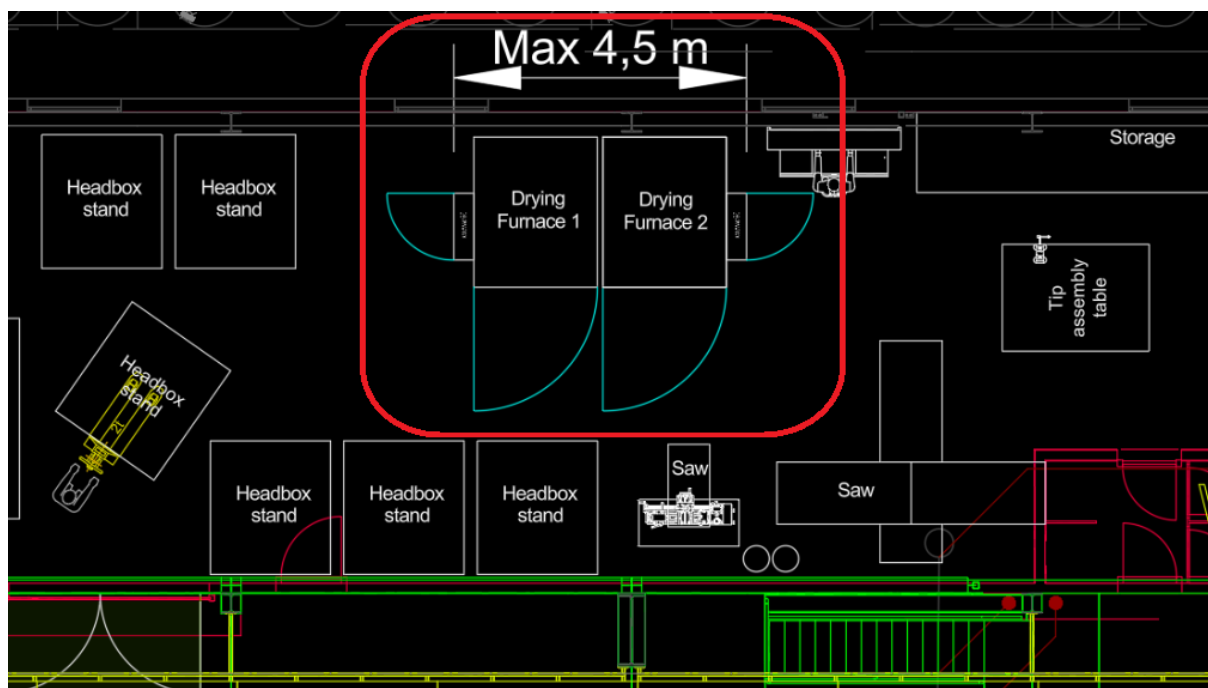 Max 4,5 m
Storage
Headbox
stand
Headbox
stand
Drying
Furnace 1
Drying
Furnace 2
Tip
assembly
table
Headbox
stand
2t
Headbox
stand
Headbox
stand
Headbox
stand
Saw
Saw